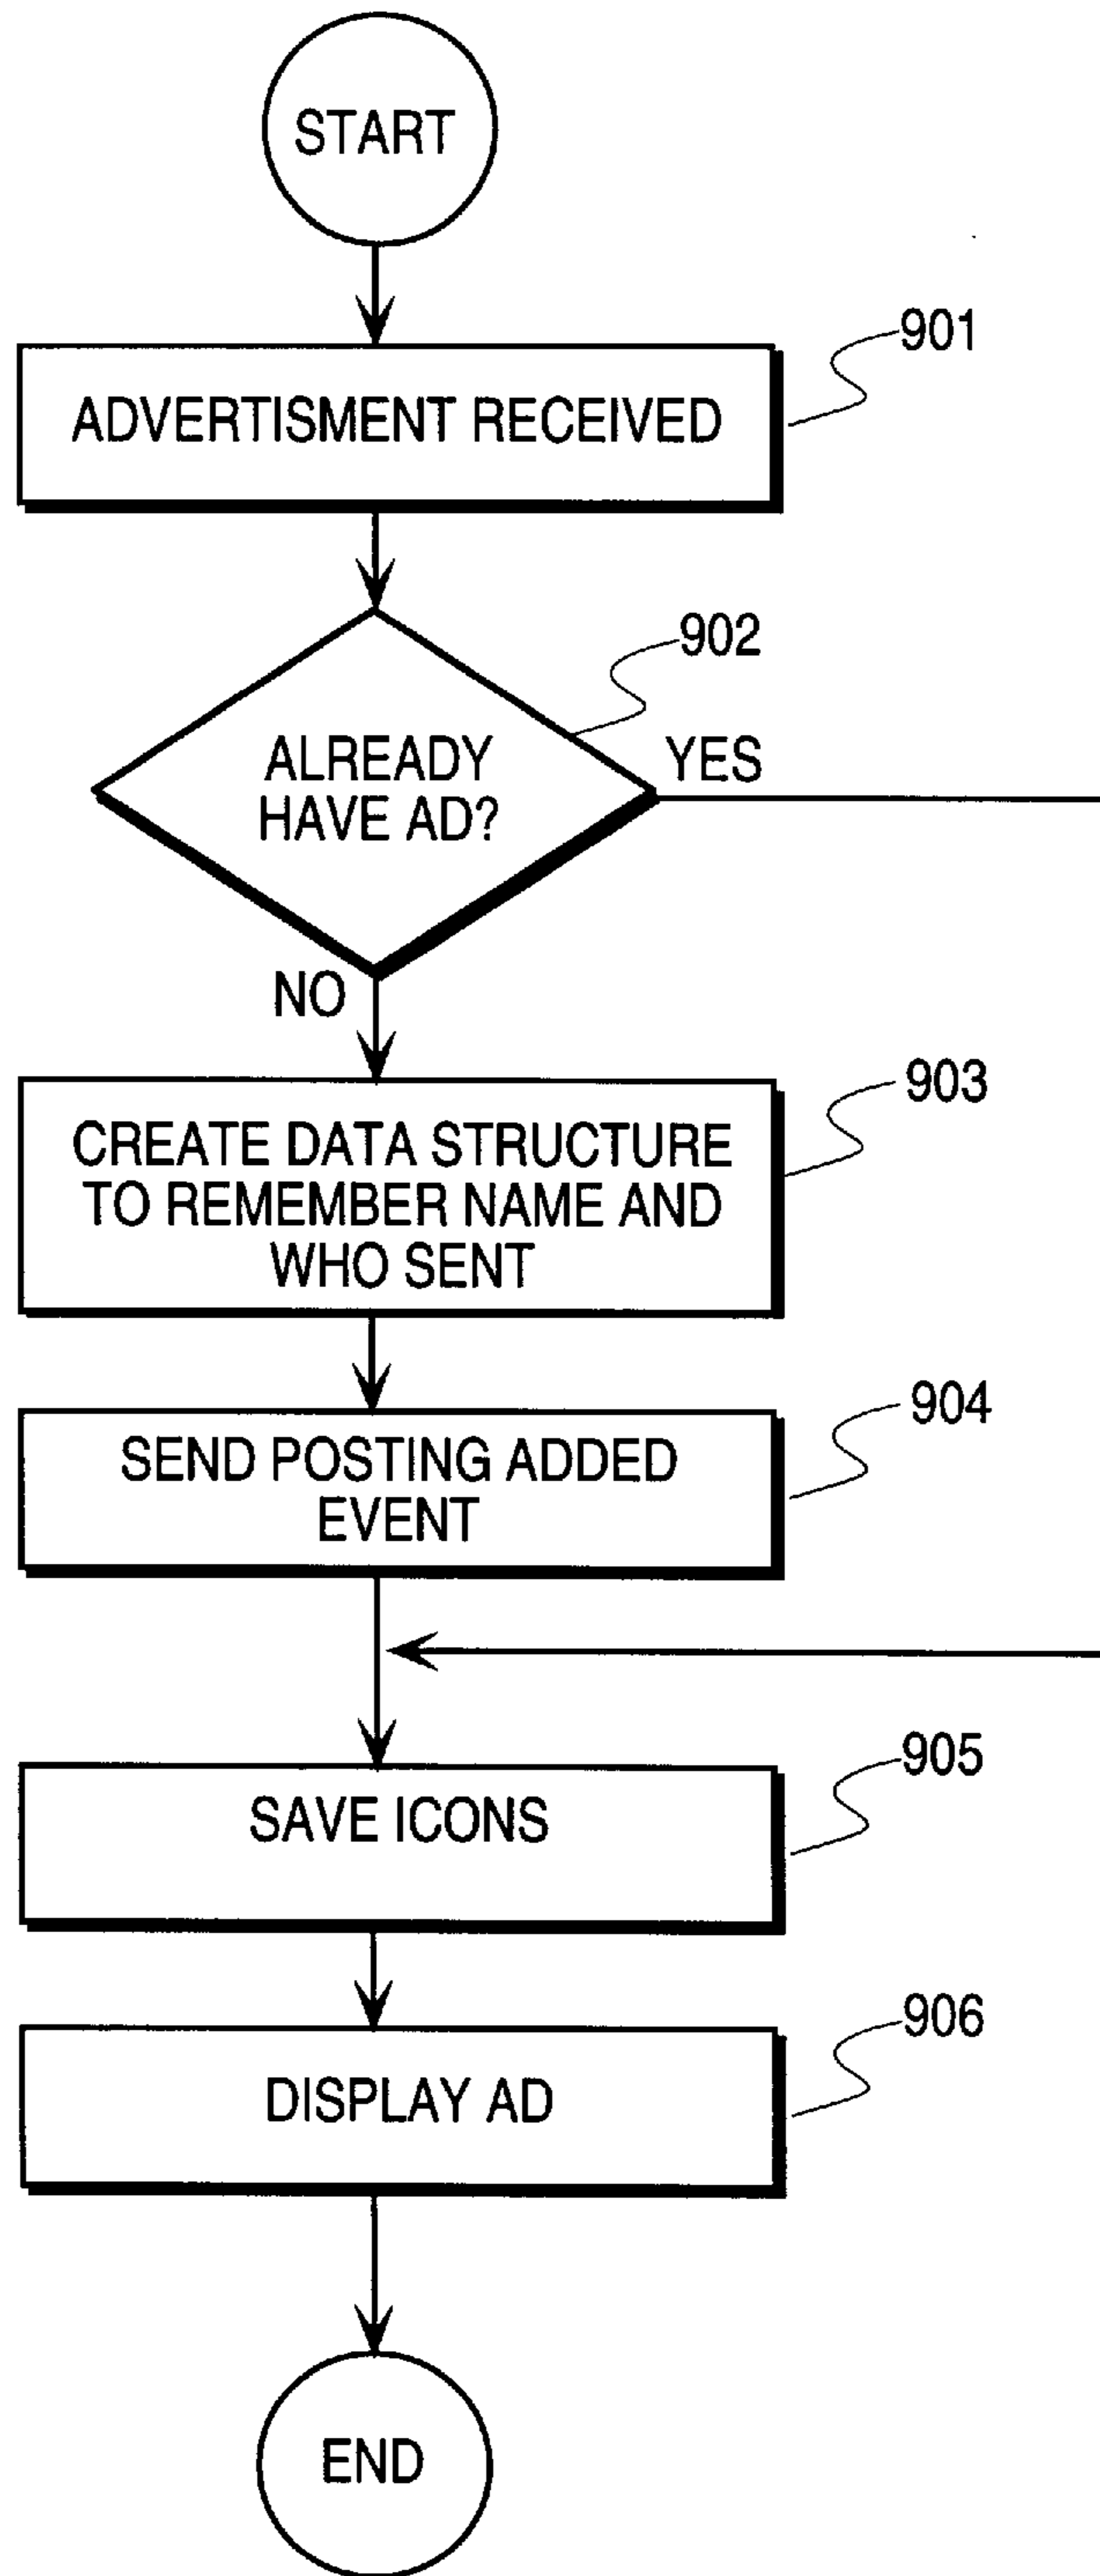 START
901
ADVERTISMENT RECEIVED
902
ALREADY
HAVE AD?
YES
NO
903
CREATE DATA STRUCTURE
TO REMEMBER NAME AND
WHO SENT
904
SEND POSTING ADDED
EVENT
905
SAVE ICONS
906
DISPLAY AD
END